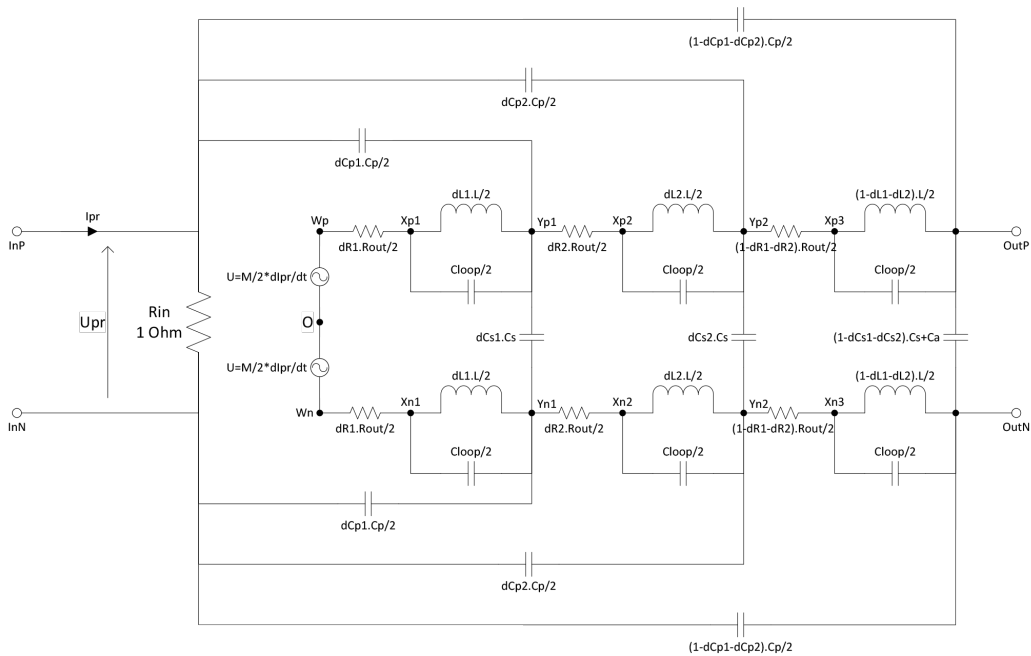 (1-dCp1-dCp2).Cp/2
dCp2.Cp/2
dCp1.Cp/2
dL1.L/2
dL2.L/2
(1-dL1-dL2).L/2
Ipr
Wp
Xp1
Yp1
Xp2
Yp2
Xp3
InP
dR1.Rout/2
dR2.Rout/2
(1-dR1-dR2).Rout/2
OutP
U=M/2*dIpr/dt
Cloop/2
Cloop/2
Cloop/2
Upr
Rin
1 Ohm
O
dCs1.Cs
dCs2.Cs
(1-dCs1-dCs2).Cs+Ca
U=M/2*dIpr/dt
dL1.L/2
dL2.L/2
(1-dL1-dL2).L/2
Wn
Xn1
Yn1
Xn2
Yn2
Xn3
InN
dR1.Rout/2
dR2.Rout/2
(1-dR1-dR2).Rout/2
OutN
Cloop/2
Cloop/2
Cloop/2
dCp1.Cp/2
dCp2.Cp/2
(1-dCp1-dCp2).Cp/2